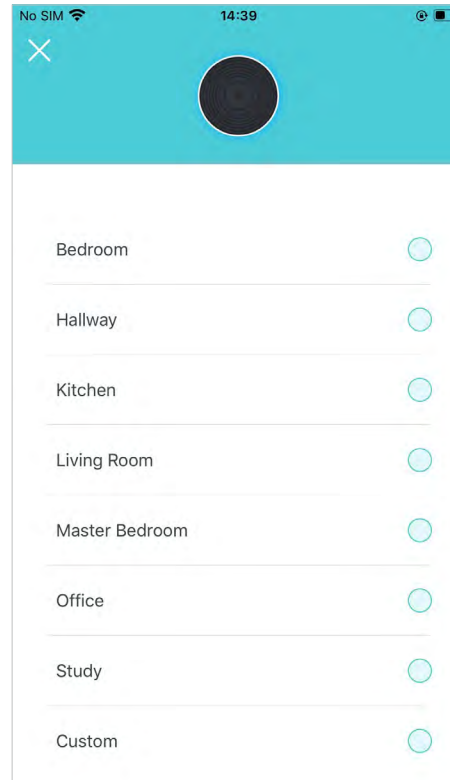 No SIM 14:39
Bedroom
Hallway
Kitchen
Living Room
Master Bedroom
Office
Study
Custom